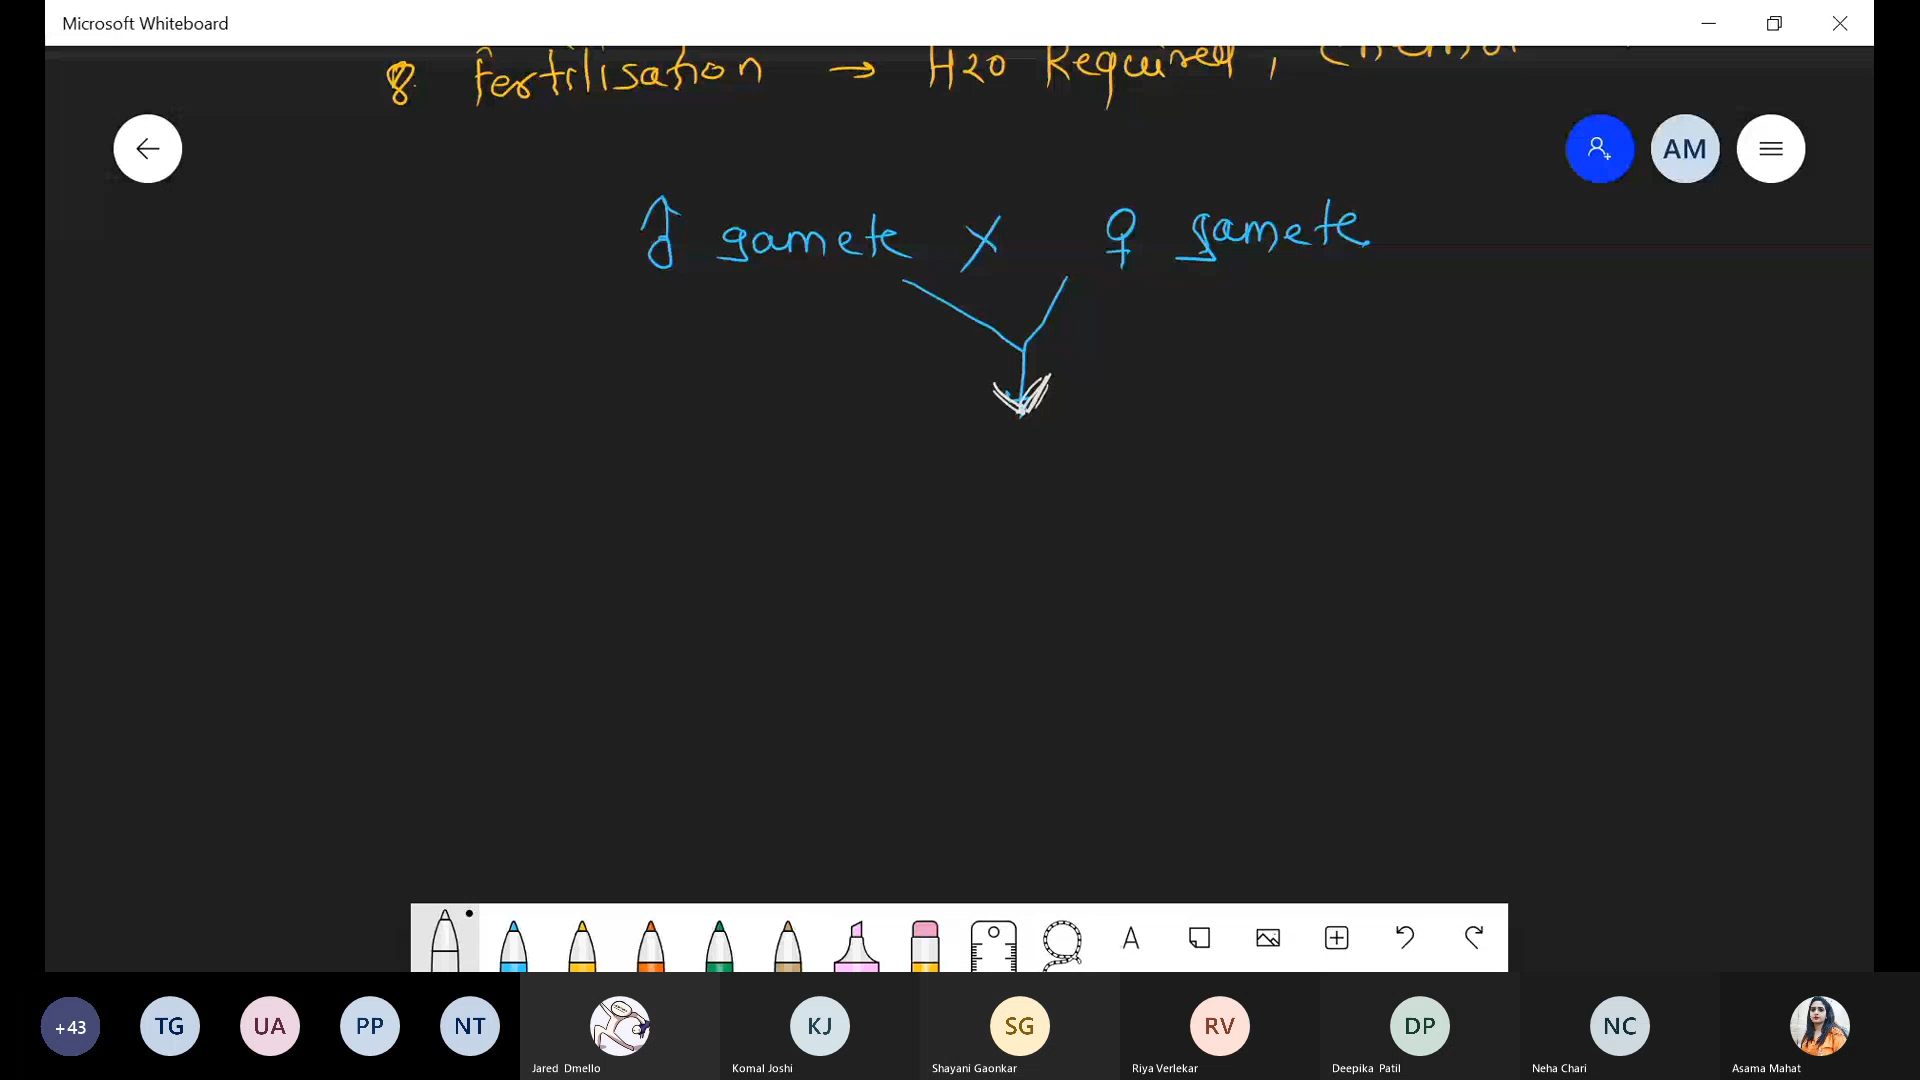 Microsoft Whiteboard
8. Fertilisation → H2O Required,
AM
♂ gamete X ♀ gamete
A
+43
TG
UA
PP
NT
KJ
SG
RV
DP
NC
Jared Dmello
Komal Joshi
Shayani Gaonkar
Riya Verlekar
Deepika Patil
Neha Chari
Asama Mahat